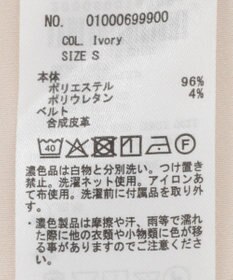 NO. 01000699900
COL. Ivory
SIZE S
本体
ポリエステル 96%
ポリウレタン 4%
ベルト
合成皮革
40 P F
濃色品は白物と分別洗い。つけ置き
禁止。洗濯ネット使用。アイロンあ
て布使用。洗濯前に付属品を取り外
す。
・濃色製品は摩擦や汗、雨等で濡れ
た際に他の衣類や小物類に色が移
る事がありますのでご注意くださ
い。